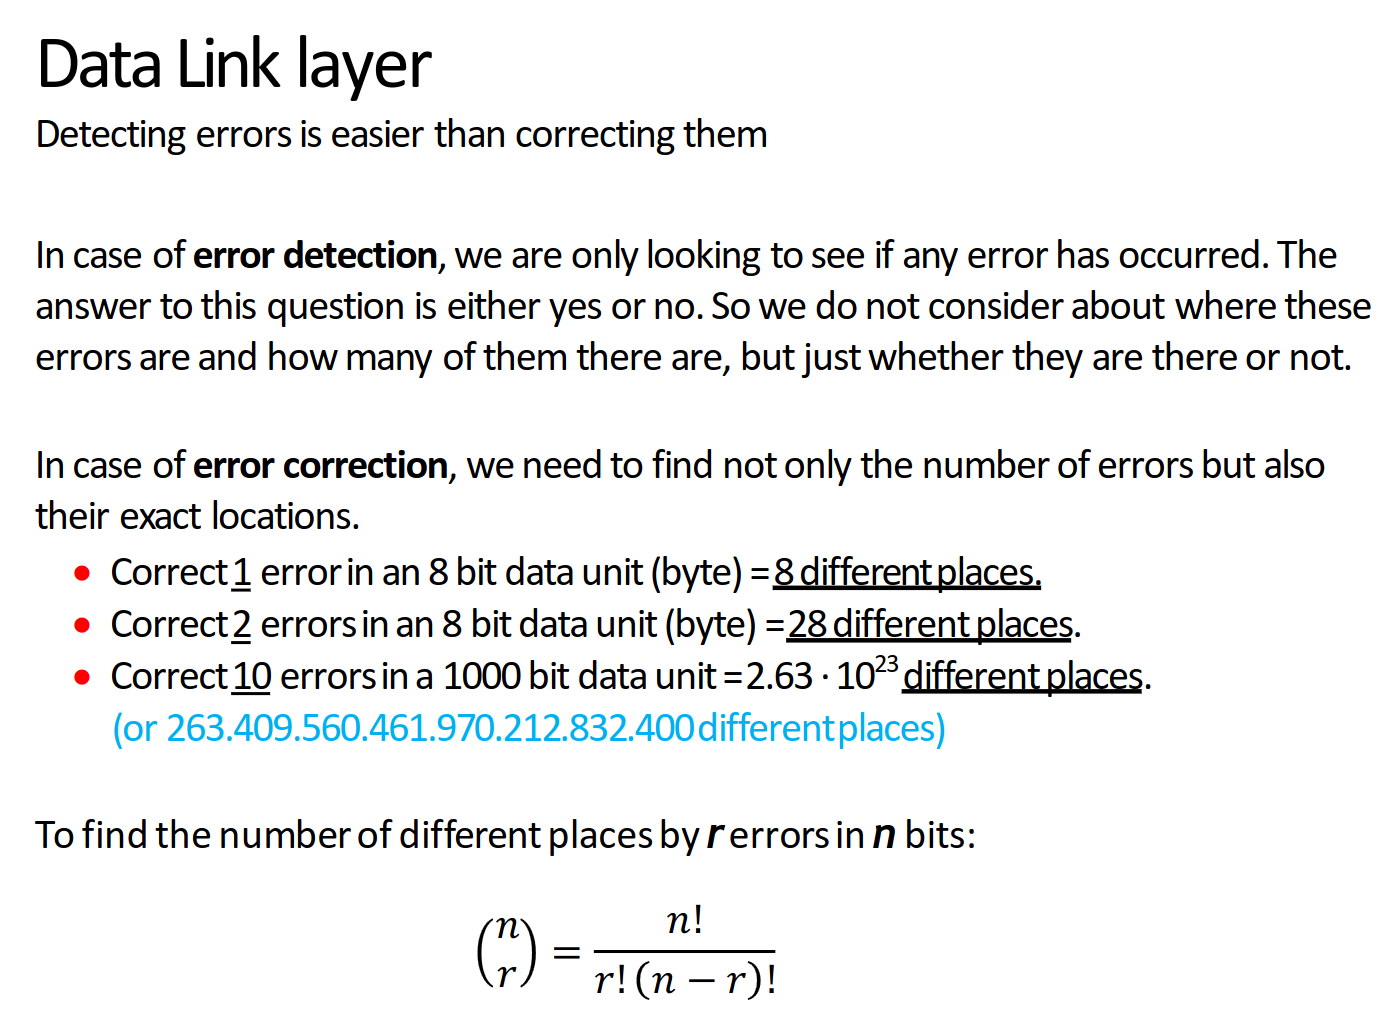 Data Link layer
Detecting errors is easier than correcting them
In case of error detection, we are only looking to see if any error has occurred. The
answer to this question is either yes or no. So we do not consider about where these
errors are and how many of them there are, but just whether they are there or not.
In case of error correction, we need to find not only the number of errors but also
their exact locations.
• Correct 1 error in an 8 bit data unit (byte) = 8 different places.
• Correct 2 errors in an 8 bit data unit (byte) = 28 different places.
• Correct 10 errors in a 1000 bit data unit = 2.63 · 10²³ different places.
(or 263.409.560.461.970.212.832.400 different places)
To find the number of different places by r errors in n bits:
(n r) = n! / r! (n − r)!